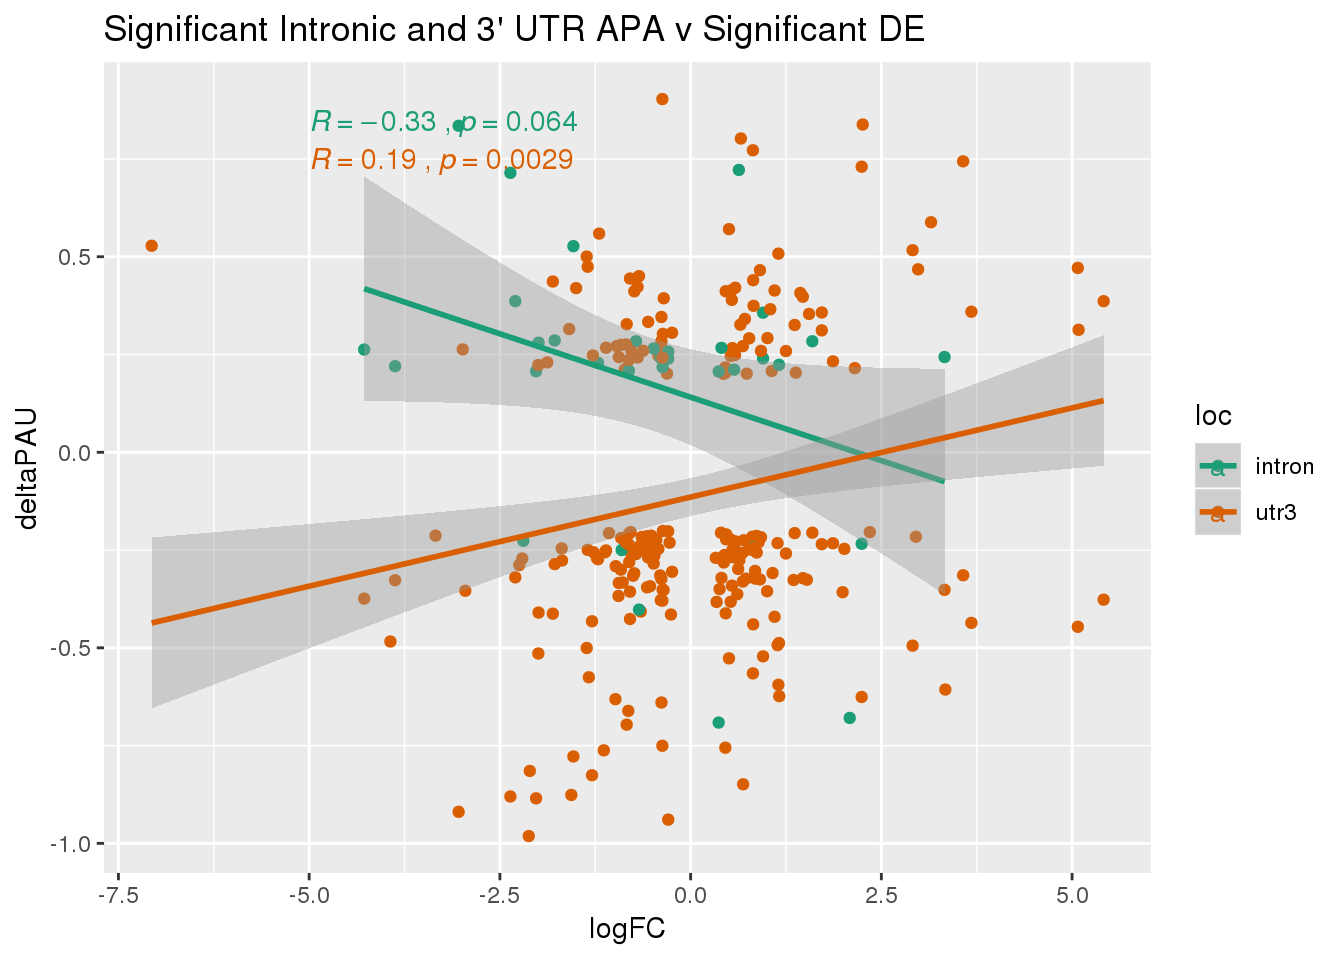 Significant Intronic and 3' UTR APA v Significant DE
R = −0.33 , p = 0.064
R = 0.19 , p = 0.0029
0.5
0.0
-0.5
-1.0
deltaPAU
-7.5 -5.0 -2.5 0.0 2.5 5.0
logFC
loc
a intron
a utr3